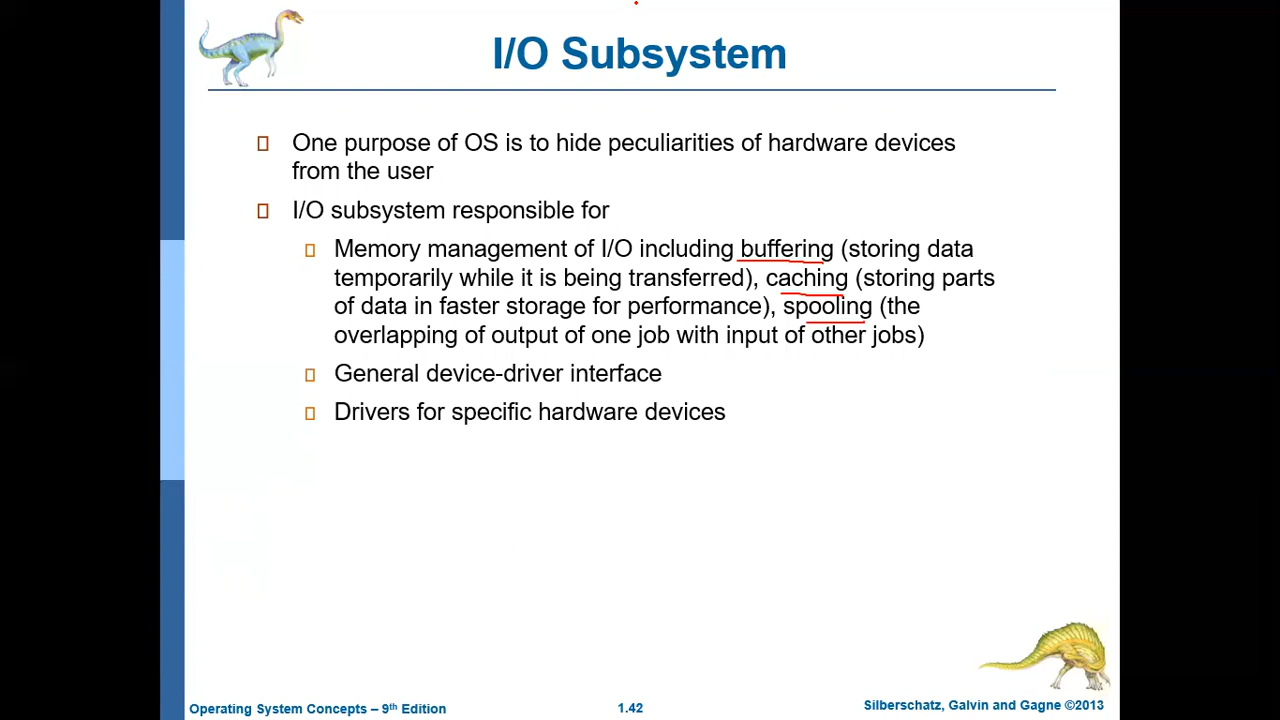 I/O Subsystem
One purpose of OS is to hide peculiarities of hardware devices
from the user
I/O subsystem responsible for
Memory management of I/O including buffering (storing data
temporarily while it is being transferred), caching (storing parts
of data in faster storage for performance), spooling (the
overlapping of output of one job with input of other jobs)
General device-driver interface
Drivers for specific hardware devices
Operating System Concepts – 9th Edition
1.42
Silberschatz, Galvin and Gagne ©2013